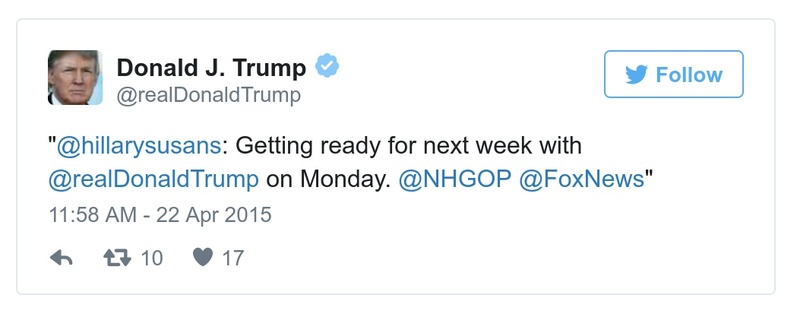 Donald J. Trump
Follow
@realDonaldTrump
"@hillarysusans: Getting ready for next week with
@realDonaldTrump on Monday. @NHGOP @FoxNews"
11:58 AM - 22 Apr 2015
10 17